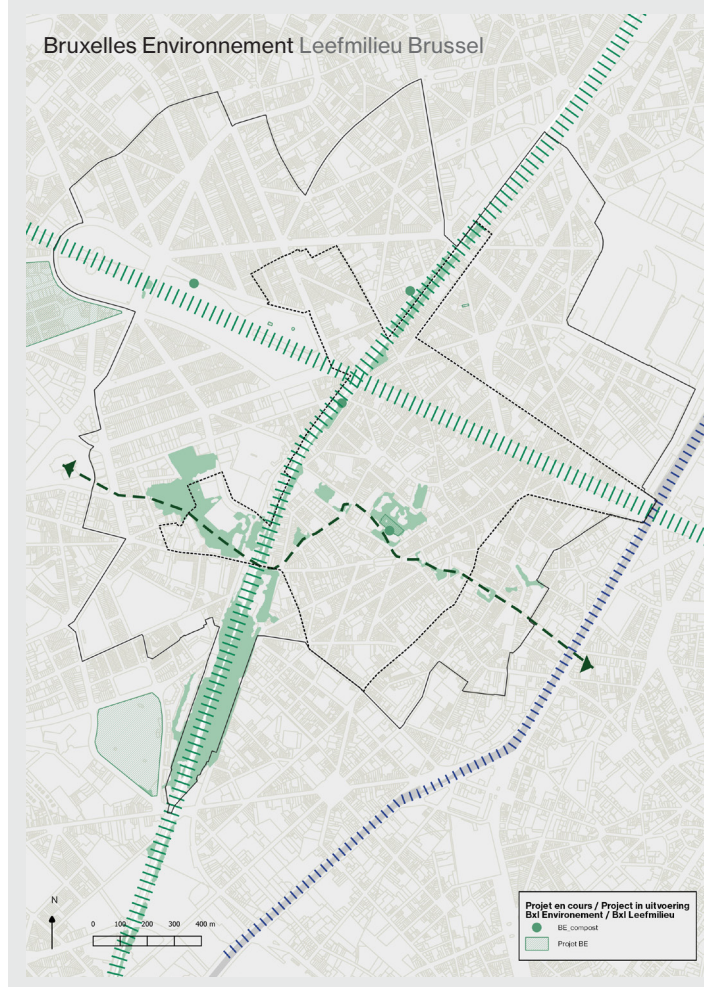 Bruxelles Environnement Leefmilieu Brussel
N
0 100 200 300 400 m
Projet en cours / Project in uitvoering
Bxl Environement / Bxl Leefmilieu
BE_compost
Projet BE